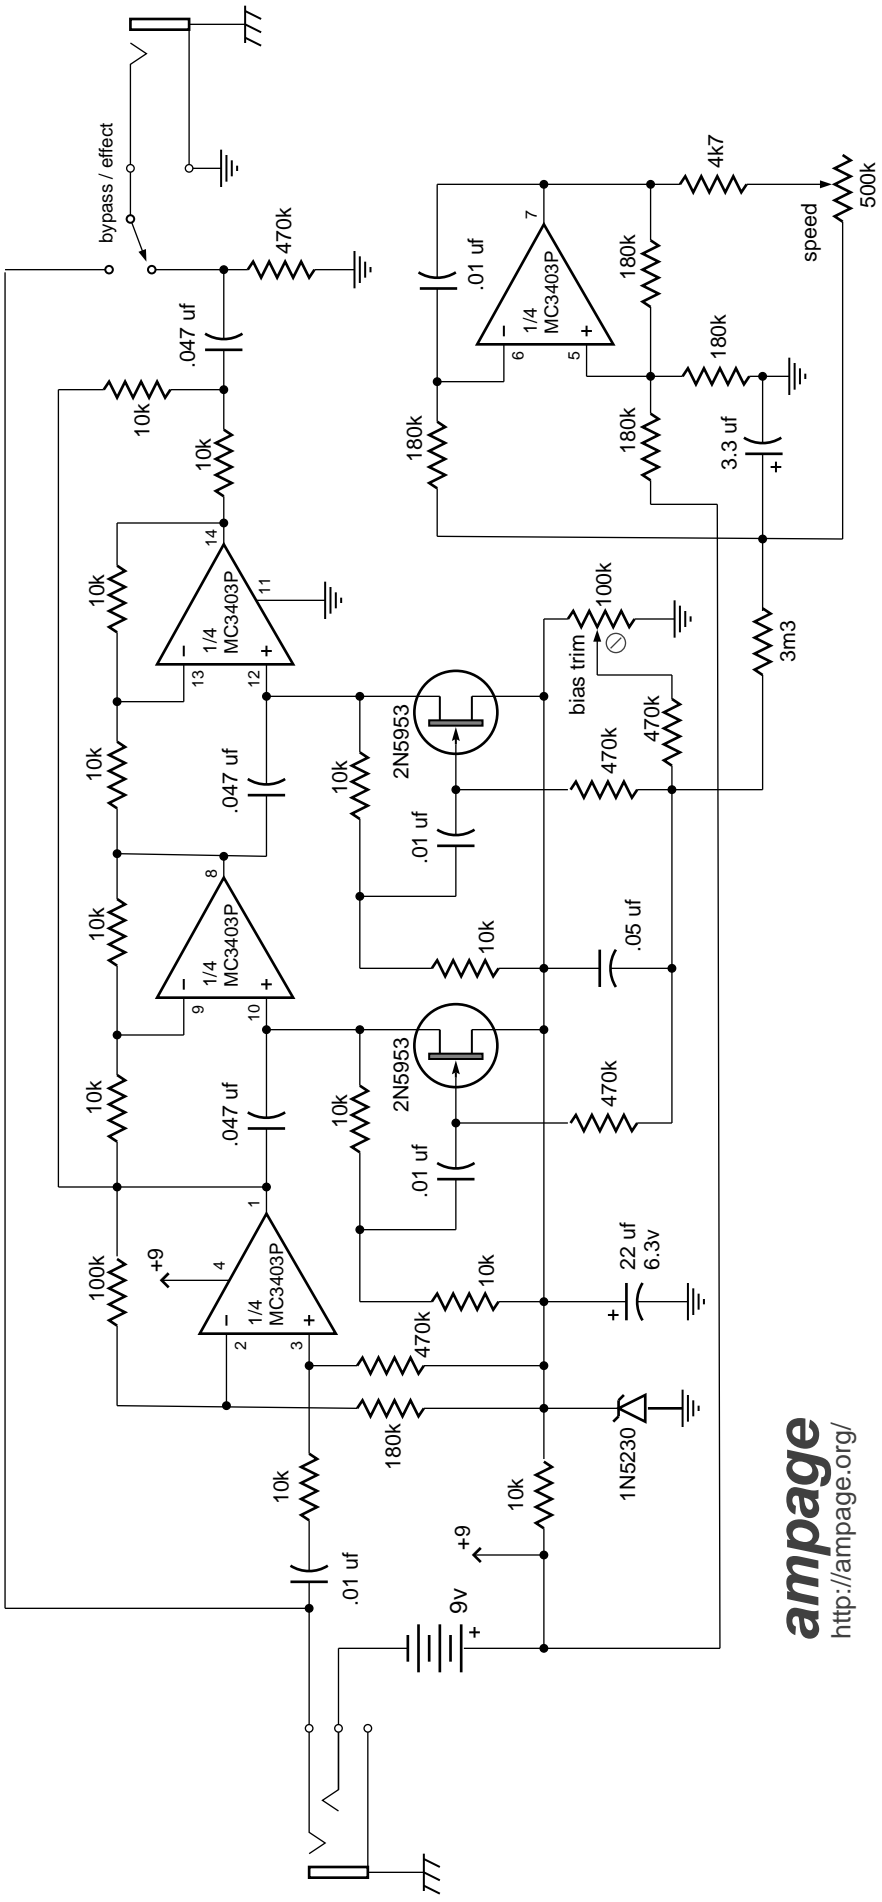 bypass / effect
470k
.047 uf
10k
10k
10k
14
1/4
MC3403P
11
13
12
10k
.047 uf
8
1/4
MC3403P
9
10
10k
10k
.047 uf
1
+9
4
1/4
MC3403P
2
3
100k
10k
.01 uf
470k
180k
10k
+9
9v
+
1N5230
22 uf
6.3v
+
10k
10k
2N5953
.01 uf
470k
.05 uf
10k
10k
2N5953
.01 uf
470k
470k
bias trim
100k
3m3
3.3 uf
+
180k
180k
180k
180k
.01 uf
7
1/4
MC3403P
6
5
4k7
speed
500k
ampage
http://ampage.org/